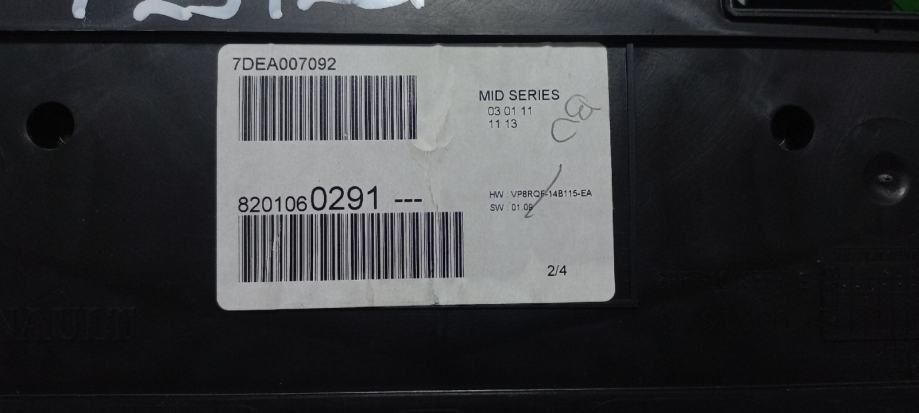 7DEA007092
MID SERIES
03 01 11
11 13
8201060291 ---
HW : VP8RQF-14B115-EA
SW : 01.09
2/4